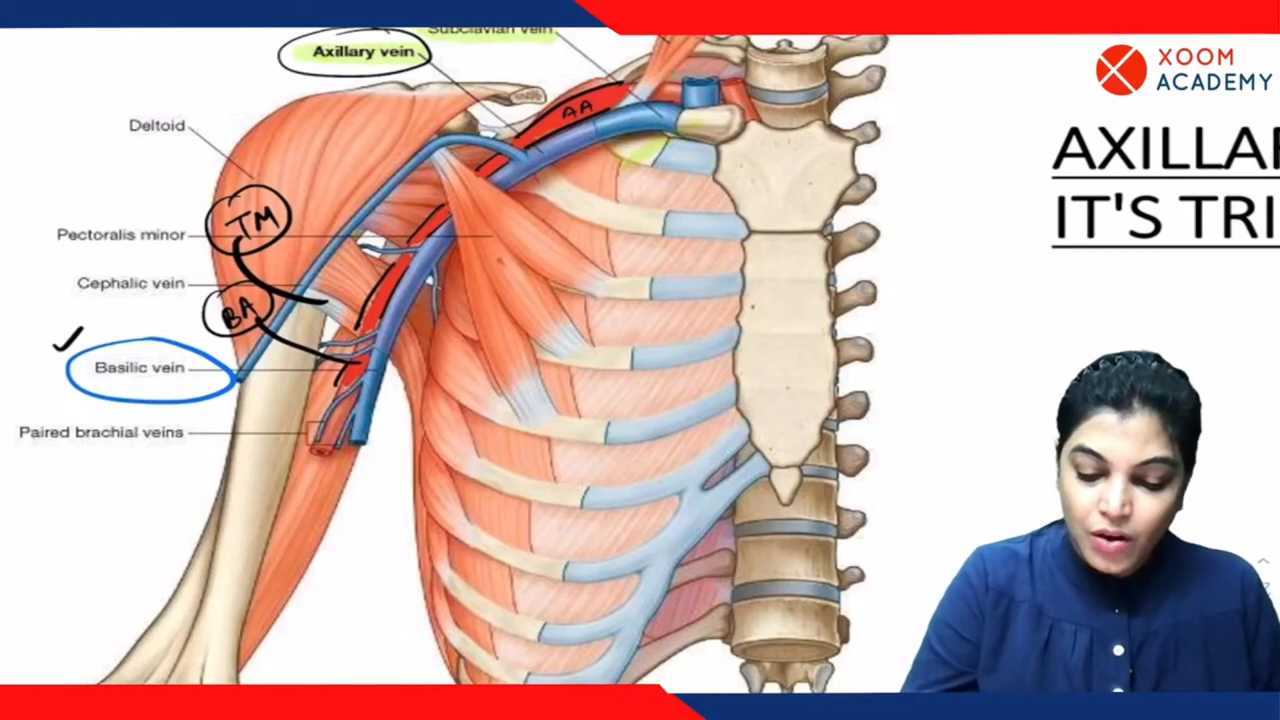 Subclavian vein
Axillary vein
XOOM
ACADEMY
AA
Deltoid
AXILLA
IT'S TRI
TM
Pectoralis minor
Cephalic vein
BA
Basilic vein
Paired brachial veins